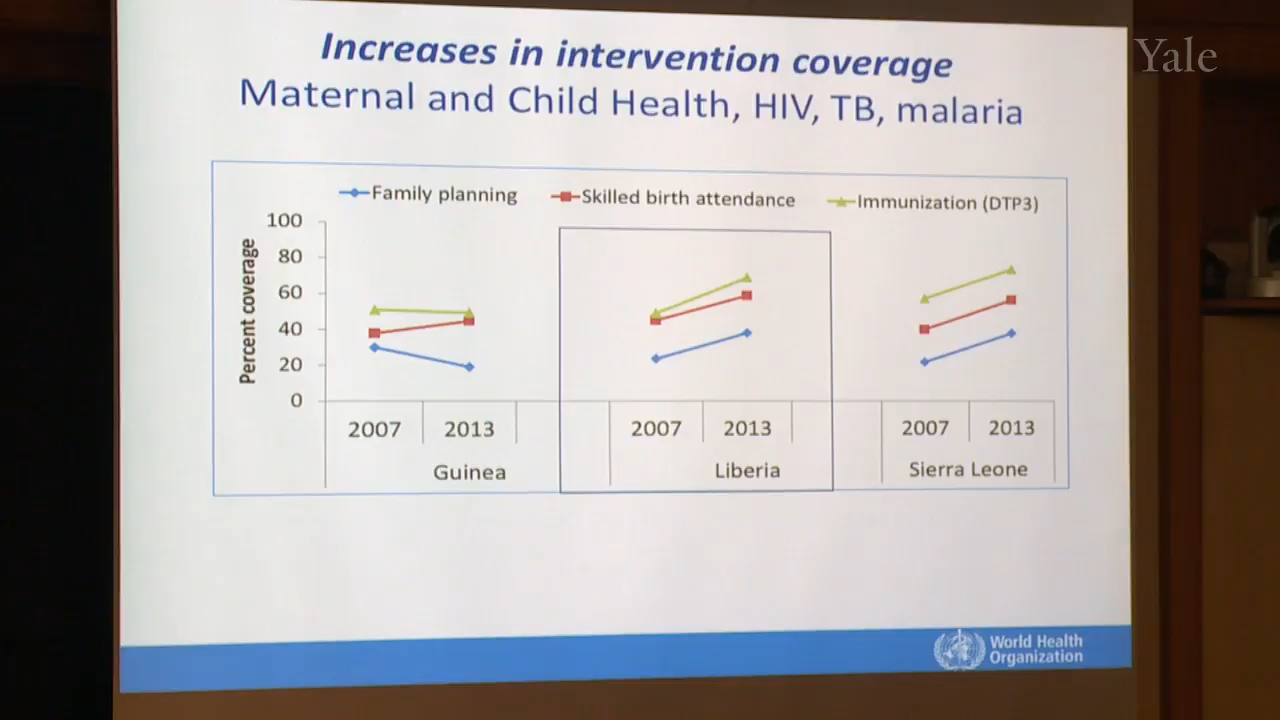 Increases in intervention coverage
Yale
Maternal and Child Health, HIV, TB, malaria
Family planning
Skilled birth attendance
Immunization (DTP3)
Percent coverage
100
80
60
40
20
0
2007
2013
2007
2013
2007
2013
Guinea
Liberia
Sierra Leone
World Health
Organization